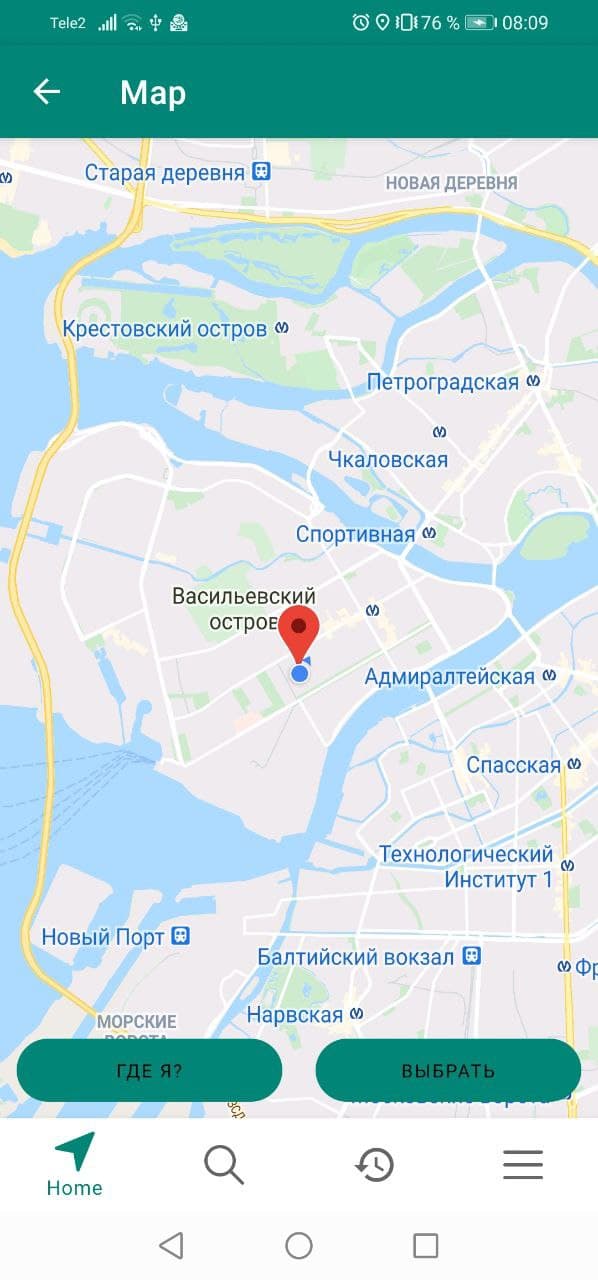 Tele2 76 % 08:09
Map
Старая деревня
НОВАЯ ДЕРЕВНЯ
Крестовский остров
Петроградская
Чкаловская
Спортивная
Васильевский
остров
Адмиралтейская
Спасская
Технологический
Институт 1
Новый Порт
Балтийский вокзал
Фр
Нарвская
МОРСКИЕ
ВОРОТА
ГДЕ Я?
ВЫБРАТЬ
Home